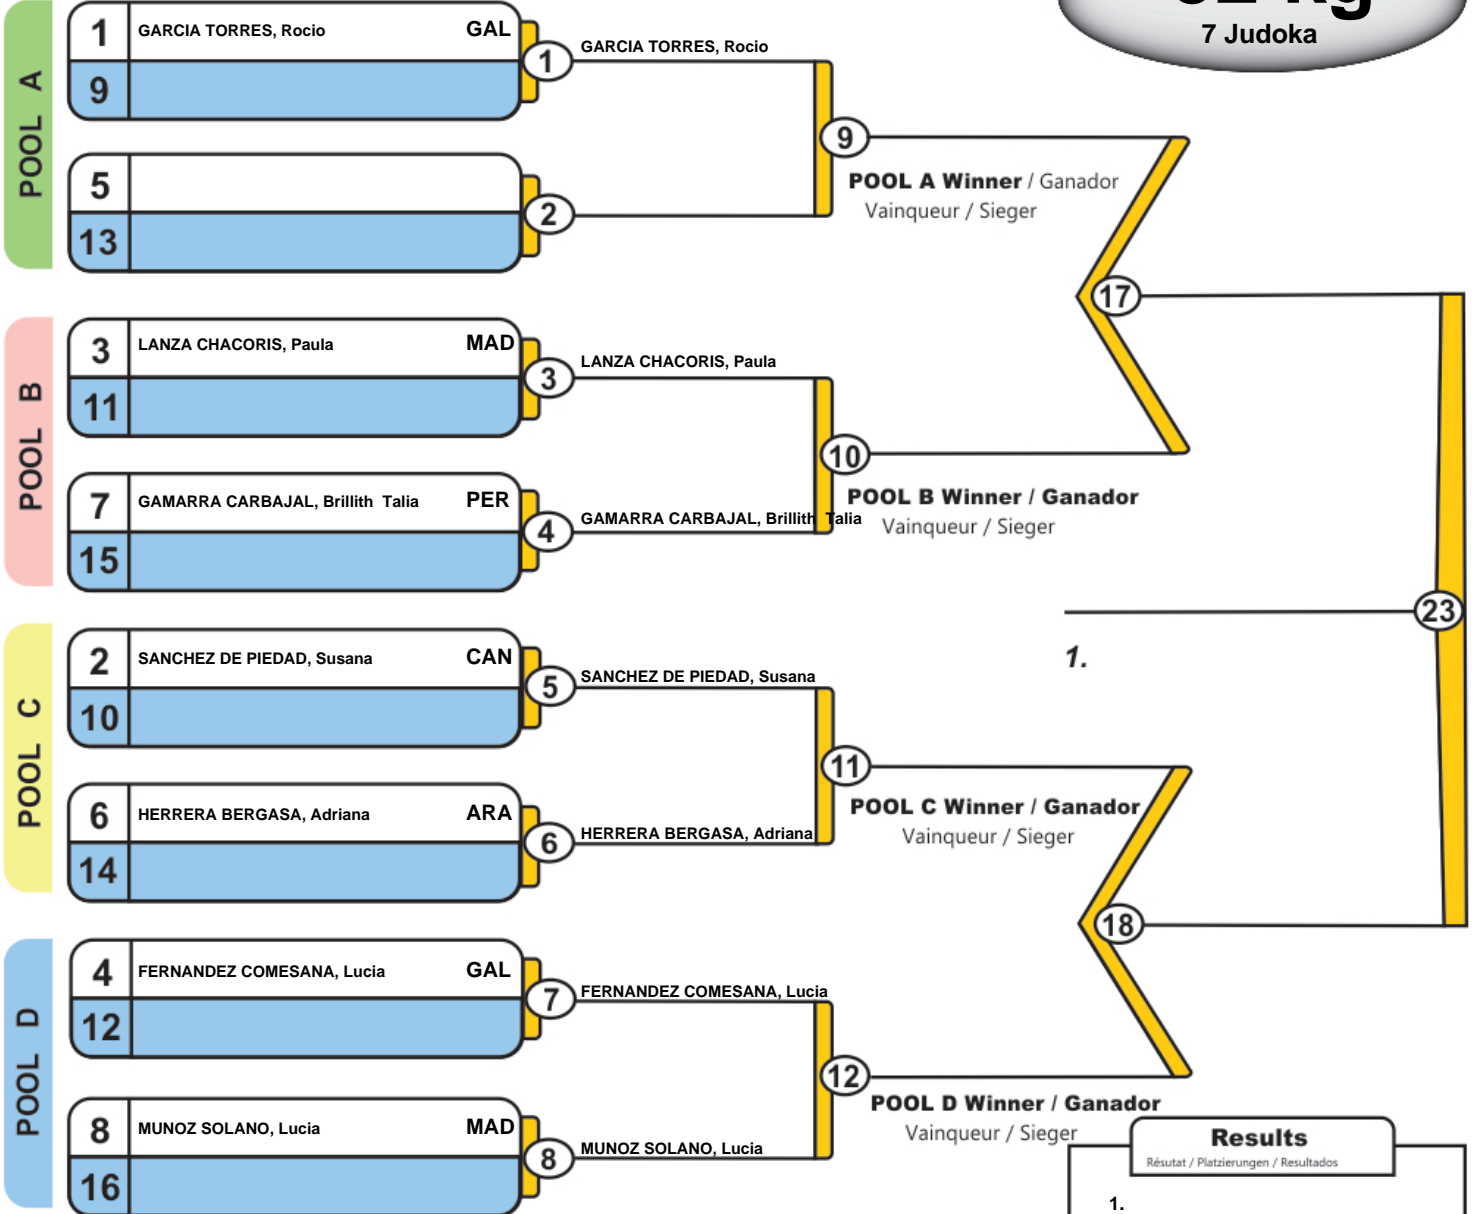 7 Judoka
POOL A
1 GARCIA TORRES, Rocio GAL
9
1
GARCIA TORRES, Rocio
5
13
2
9
POOL A Winner / Ganador
Vainqueur / Sieger
17
POOL B
3 LANZA CHACORIS, Paula MAD
11
3
LANZA CHACORIS, Paula
7 GAMARRA CARBAJAL, Brillith Talia PER
15
4
GAMARRA CARBAJAL, Brillith Talia
10
POOL B Winner / Ganador
Vainqueur / Sieger
23
1.
POOL C
2 SANCHEZ DE PIEDAD, Susana CAN
10
5
SANCHEZ DE PIEDAD, Susana
6 HERRERA BERGASA, Adriana ARA
14
6
HERRERA BERGASA, Adriana
11
POOL C Winner / Ganador
Vainqueur / Sieger
18
POOL D
4 FERNANDEZ COMESANA, Lucia GAL
12
7
FERNANDEZ COMESANA, Lucia
8 MUNOZ SOLANO, Lucia MAD
16
8
MUNOZ SOLANO, Lucia
12
POOL D Winner / Ganador
Vainqueur / Sieger
Results
Résutat / Platzierungen / Resultados
1.